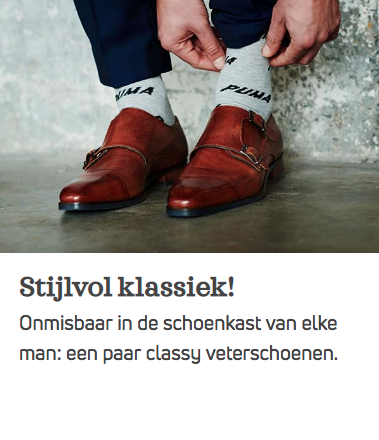 PUMA
PUMA
Stijlvol klassiek!
Onmisbaar in de schoenkast van elke
man: een paar classy veterschoenen.